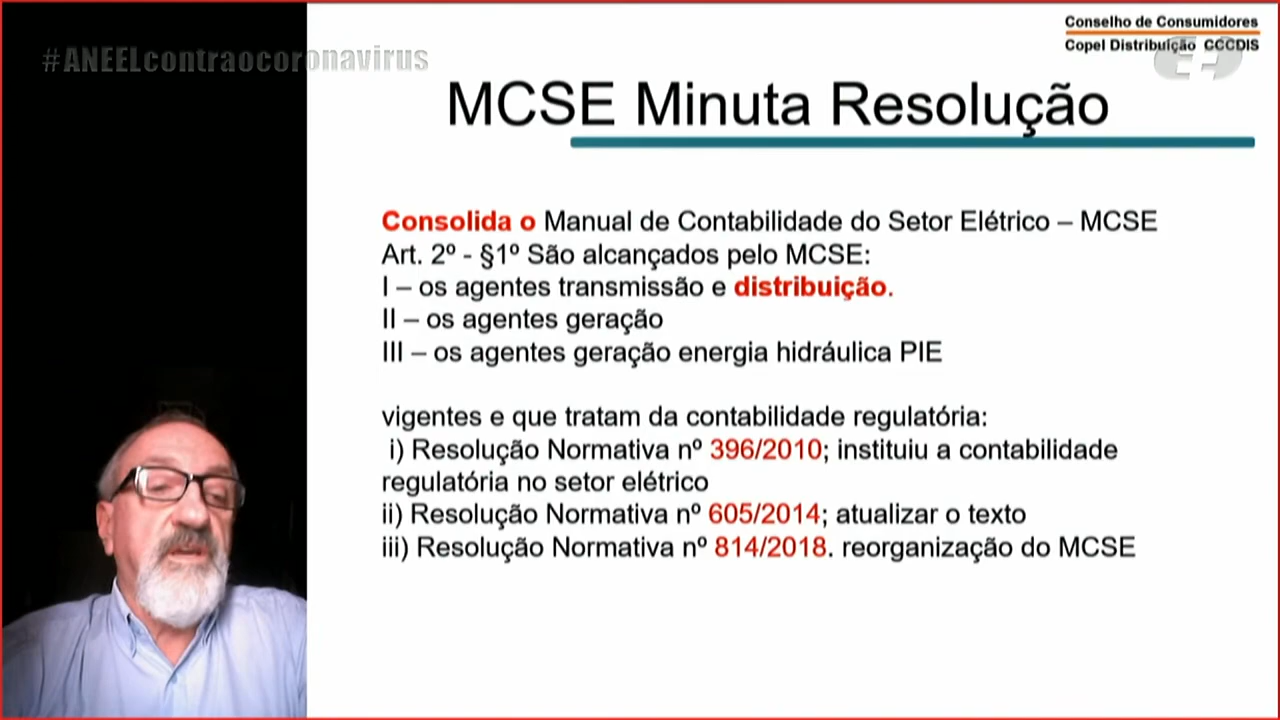 #ANEELcontraocoronavirus
Conselho de Consumidores
Copel Distribuição CCCDIS
MCSE Minuta Resolução
Consolida o Manual de Contabilidade do Setor Elétrico – MCSE
Art. 2º - §1º São alcançados pelo MCSE:
I – os agentes transmissão e distribuição.
II – os agentes geração
III – os agentes geração energia hidráulica PIE
vigentes e que tratam da contabilidade regulatória:
i) Resolução Normativa nº 396/2010; instituiu a contabilidade
regulatória no setor elétrico
ii) Resolução Normativa nº 605/2014; atualizar o texto
iii) Resolução Normativa nº 814/2018. reorganização do MCSE